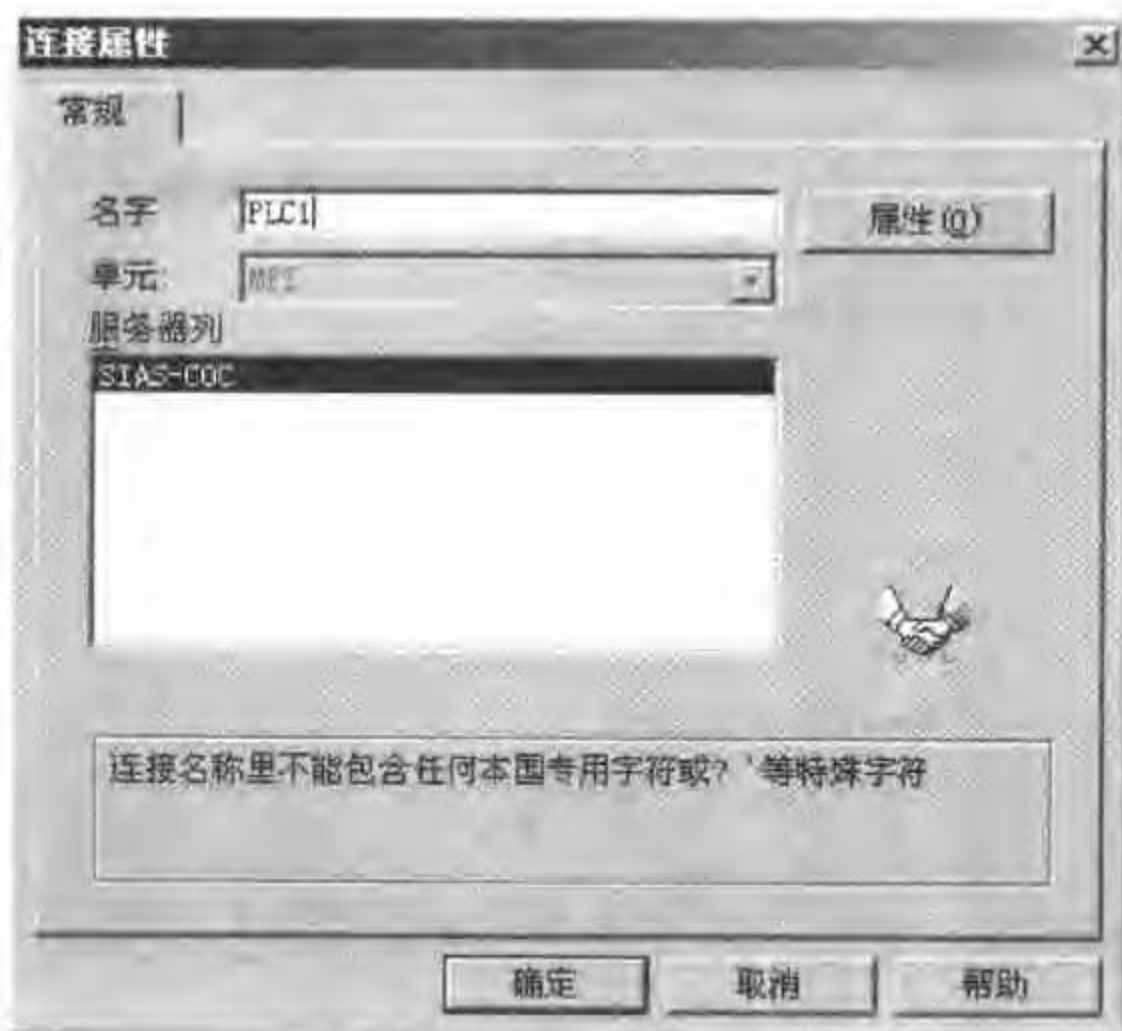 连接属性
常规
名字
PLC1
属性(O)
单元:
MPI
服务器列
SIAS-COC
连接名称里不能包含任何本国专用字符或? '等特殊字符
确定
取消
帮助